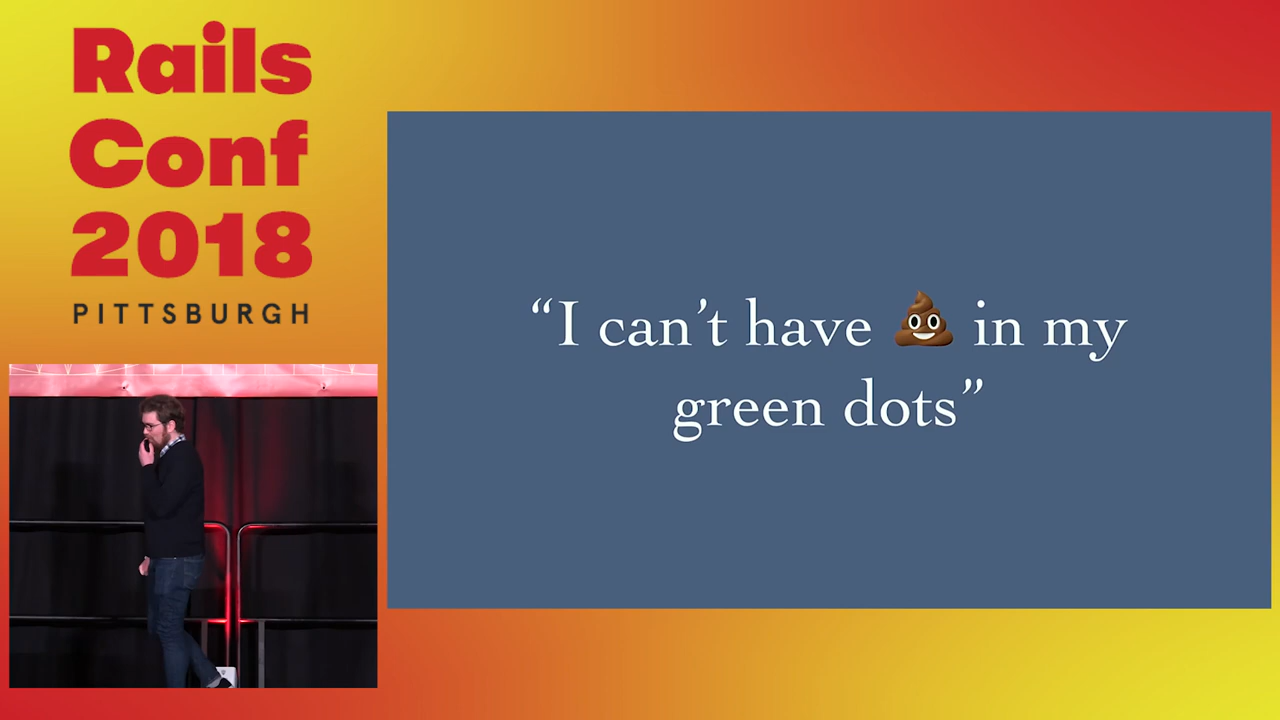 Rails
Conf
2018
PITTSBURGH
“I can’t have 💩 in my
green dots”